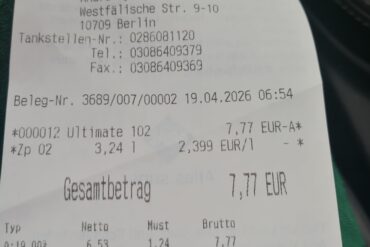 Westfälische Str. 9-10
10709 Berlin
Tankstellen-Nr.: 0286081120
Tel.: 03086409379
Fax.: 03086409369
Beleg-Nr. 3689/007/00002 19.04.2026 06:54
*000012 Ultimate 102 7,77 EUR-A*
*Zp 02 3,24 l 2,399 EUR/l - *
Gesamtbetrag 7,77 EUR
Typ Netto Mwst Brutto
A:19,00% 6,53 1,24 7,77